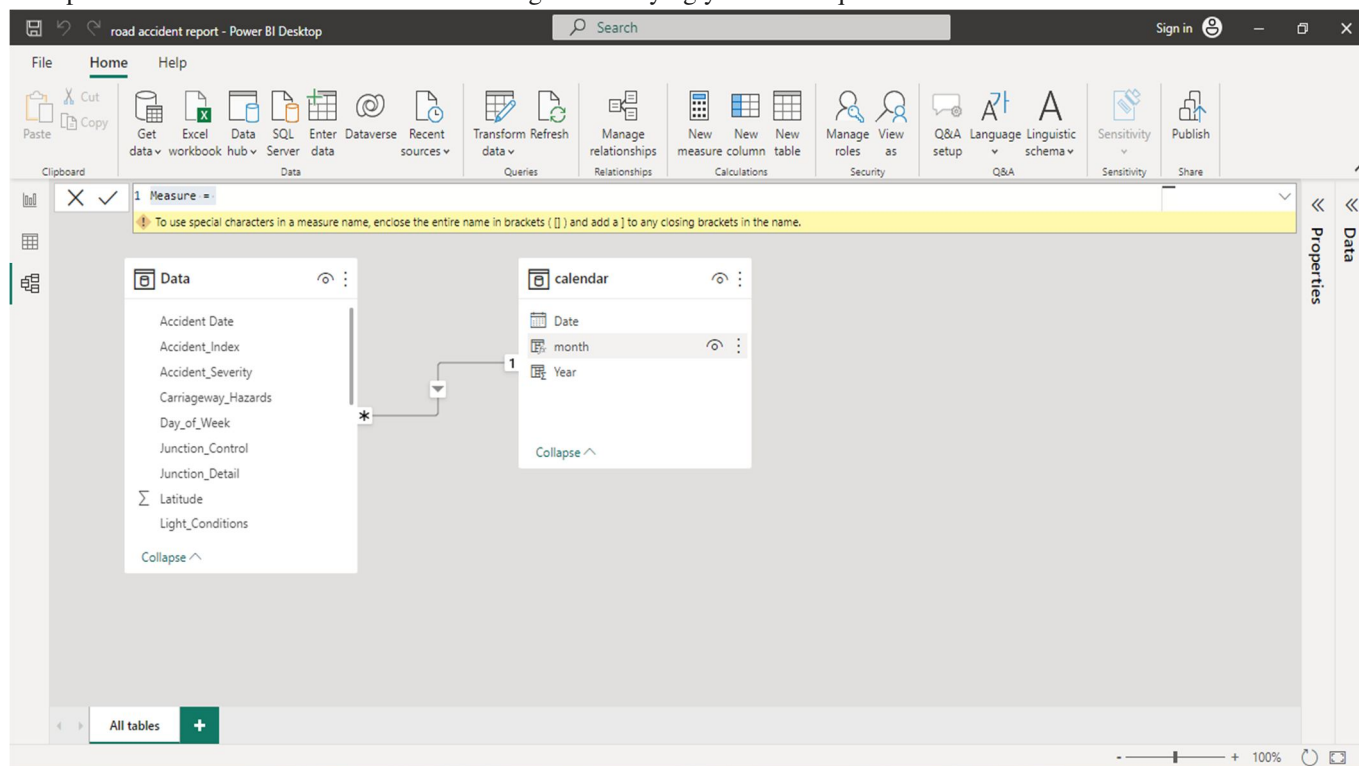 road accident report - Power BI Desktop
Search
Sign in
File Home Help
Cut
Copy
Paste
Get data
Excel workbook
Data hub
SQL Server
Enter data
Dataverse
Recent sources
Transform data
Refresh
Manage relationships
New measure
New column
New table
Manage roles
View as
Q&A setup
Language
Linguistic schema
Sensitivity
Publish
Clipboard Data Queries Relationships Calculations Security Q&A Sensitivity Share
1 Measure =
To use special characters in a measure name, enclose the entire name in brackets ( [] ) and add a ] to any closing brackets in the name.
Properties
Data
Data
Accident Date
Accident_Index
Accident_Severity
Carriageway_Hazards
Day_of_Week
Junction_Control
Junction_Detail
Latitude
Light_Conditions
Collapse
calendar
Date
month
Year
Collapse
1
*
All tables
+
- + 100%